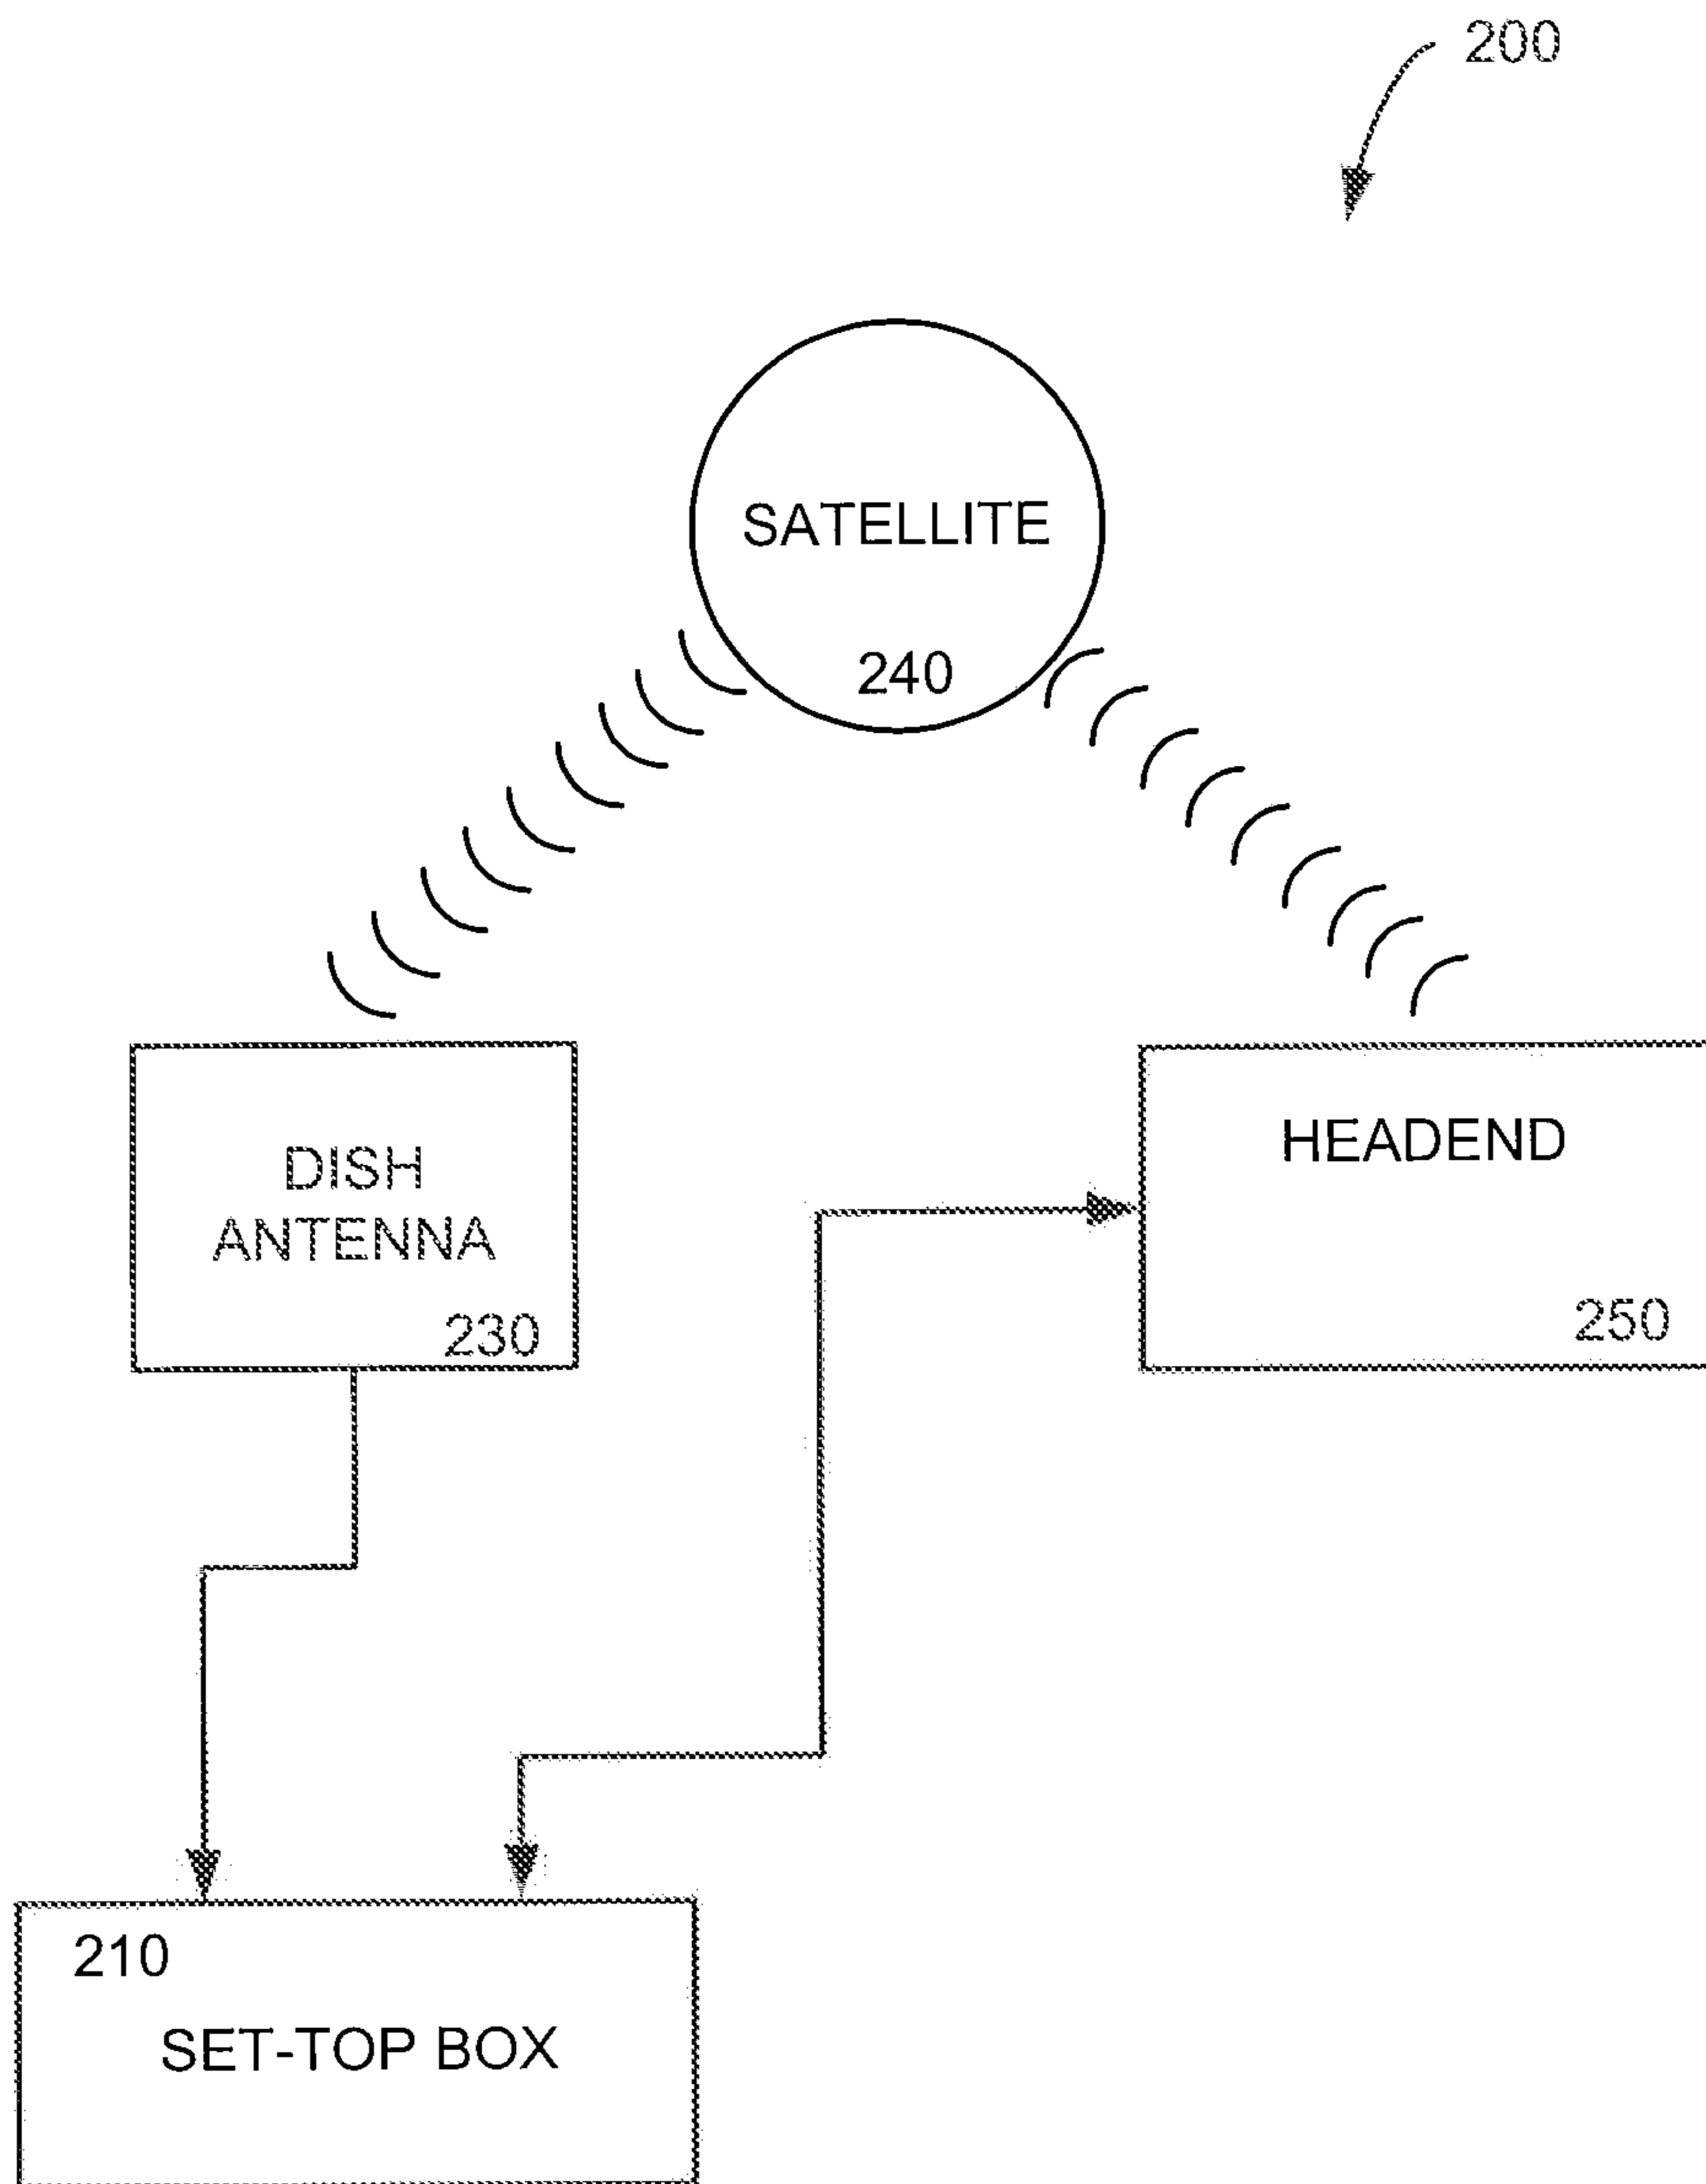 200
SATELLITE
240
DISH
ANTENNA
230
HEADEND
250
210
SET-TOP BOX